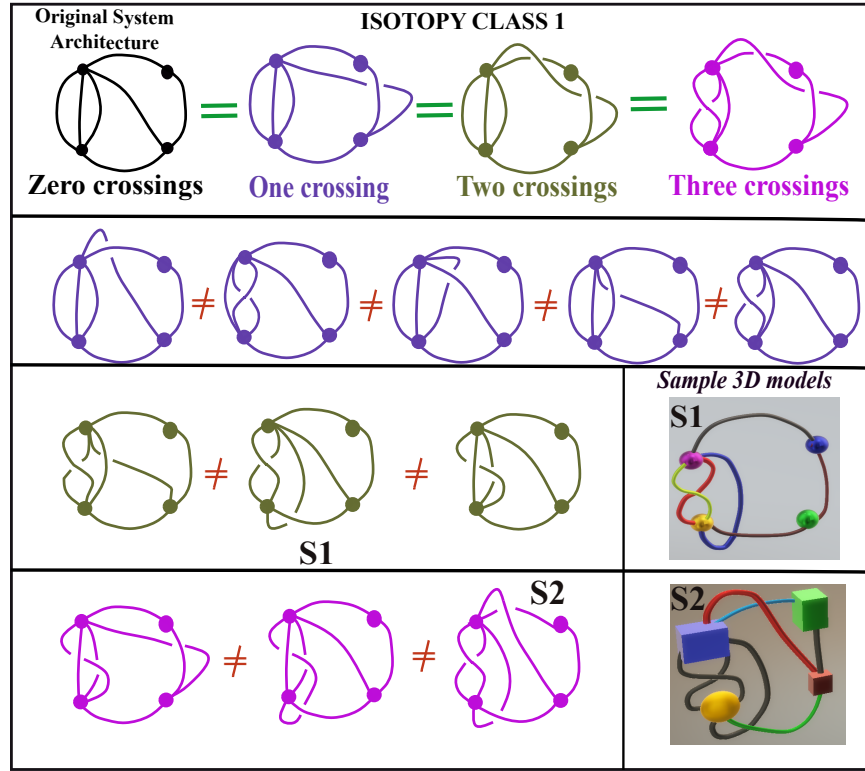 Original System
Architecture
ISOTOPY CLASS 1
=
=
=
Zero crossings
One crossing
Two crossings
Three crossings
≠
≠
≠
≠
Sample 3D models
S1
≠
≠
S1
S2
S2
≠
≠